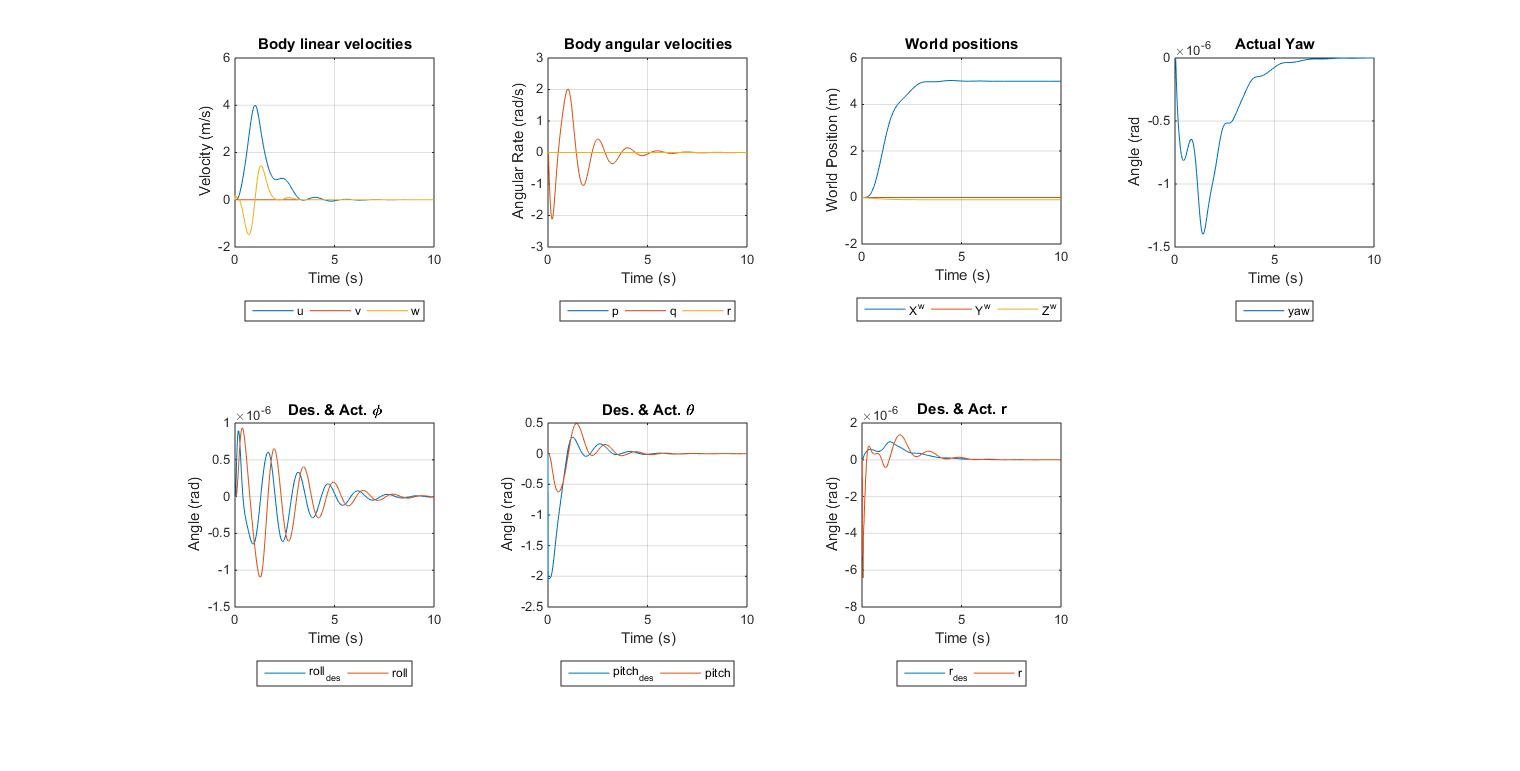 Body linear velocities
6
4
2
0
-2
Velocity (m/s)
0 5 10
Time (s)
u v w
Body angular velocities
3
2
1
0
-1
-2
-3
Angular Rate (rad/s)
0 5 10
Time (s)
p q r
World positions
6
4
2
0
-2
World Position (m)
0 5 10
Time (s)
X^w Y^w Z^w
Actual Yaw
×10^-6
0
-0.5
-1
-1.5
Angle (rad
0 5 10
Time (s)
yaw
Des. & Act. ϕ
×10^-6
1
0.5
0
-0.5
-1
-1.5
Angle (rad)
0 5 10
Time (s)
roll_des roll
Des. & Act. θ
0.5
0
-0.5
-1
-1.5
-2
-2.5
Angle (rad)
0 5 10
Time (s)
pitch_des pitch
Des. & Act. r
×10^-6
2
0
-2
-4
-6
-8
Angle (rad)
0 5 10
Time (s)
r_des r